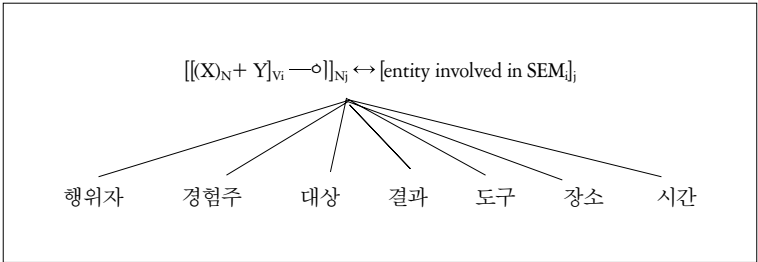 [[(X)N+ Y]Vi —이]]Nj ↔ [entity involved in SEMi]j
행위자 경험주 대상 결과 도구 장소 시간